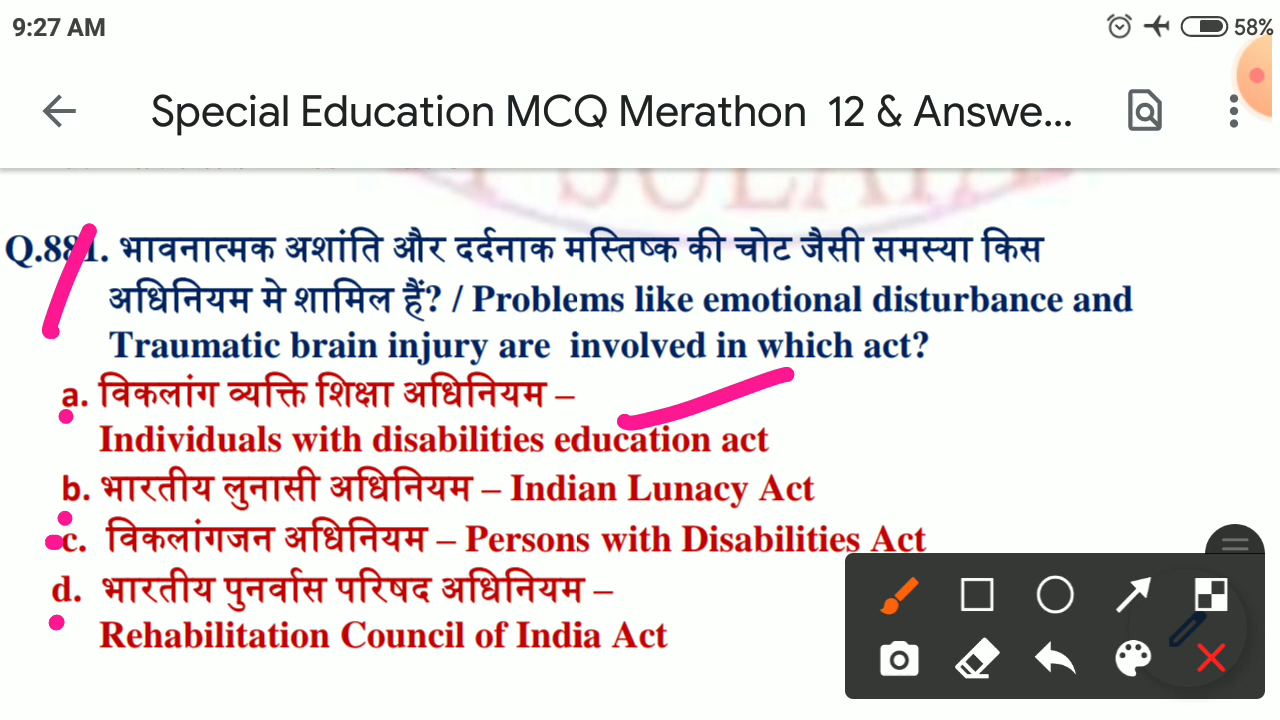 9:27 AM
58%
Special Education MCQ Merathon 12 & Answe...
Q.881. भावनात्मक अशांति और दर्दनाक मस्तिष्क की चोट जैसी समस्या किस
अधिनियम मे शामिल हैं? / Problems like emotional disturbance and
Traumatic brain injury are involved in which act?
a. विकलांग व्यक्ति शिक्षा अधिनियम –
Individuals with disabilities education act
b. भारतीय लुनासी अधिनियम – Indian Lunacy Act
c. विकलांगजन अधिनियम – Persons with Disabilities Act
d. भारतीय पुनर्वास परिषद अधिनियम –
Rehabilitation Council of India Act